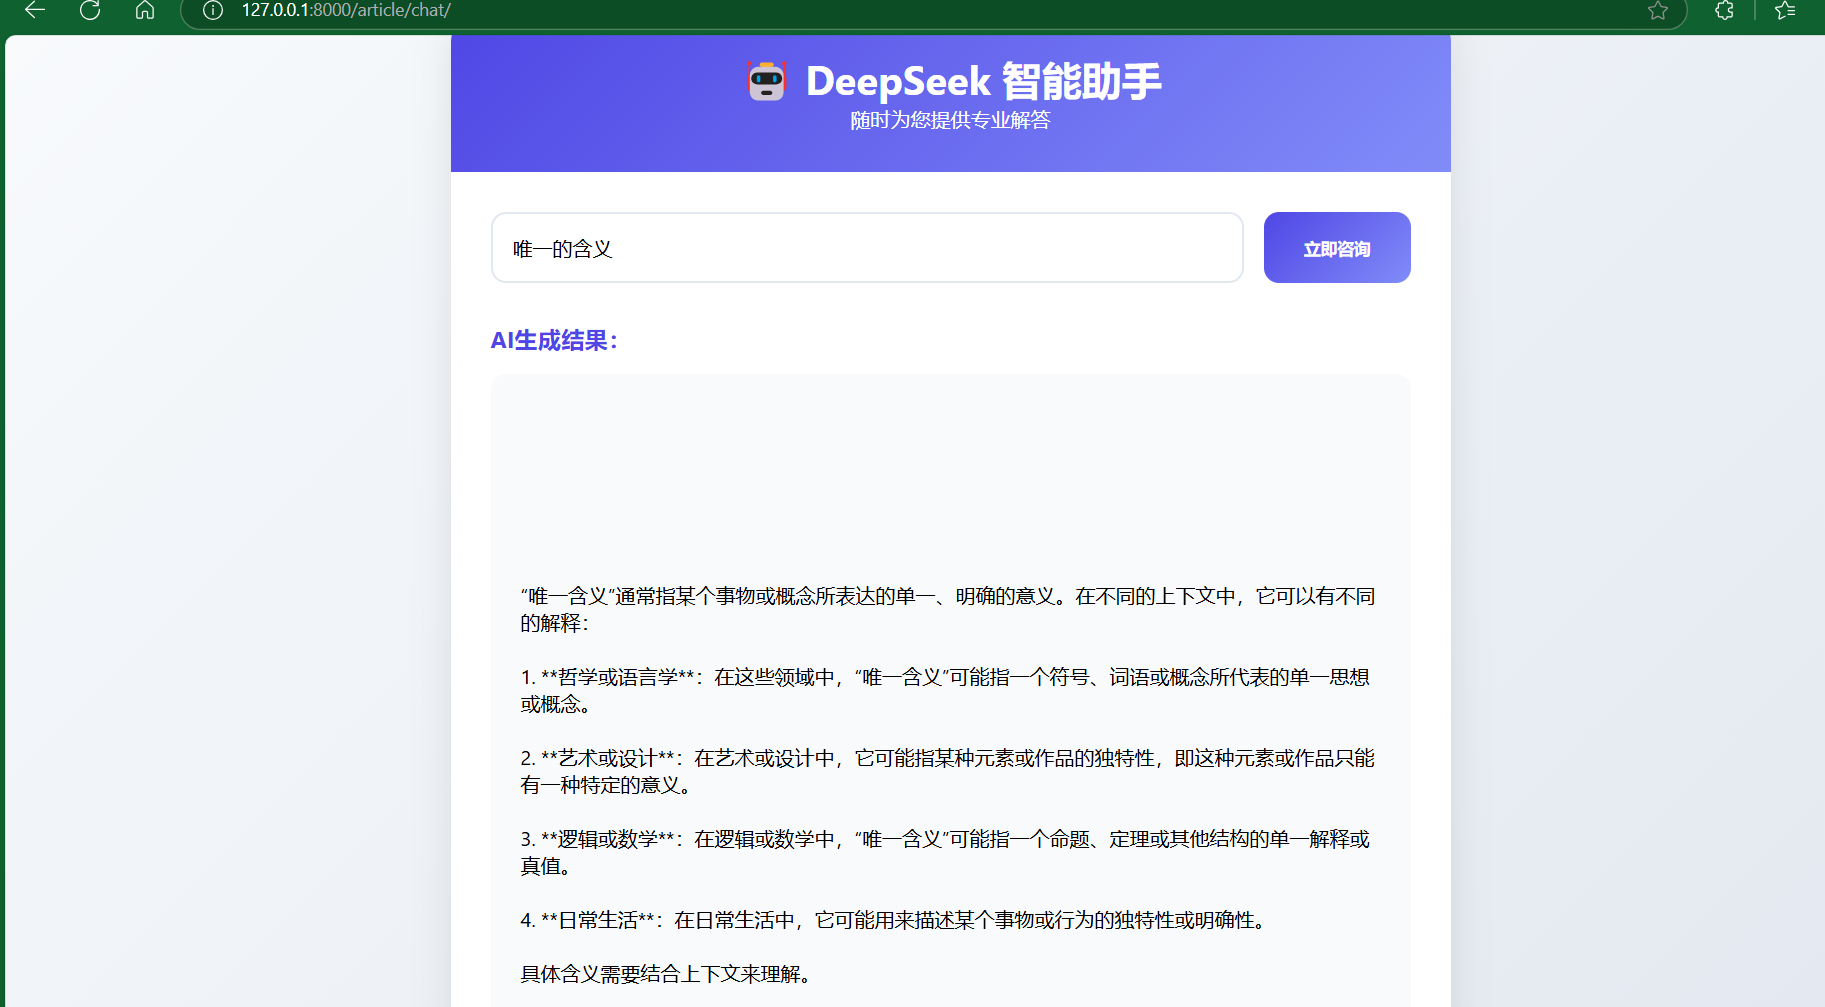 127.0.0.1:8000/article/chat/
DeepSeek 智能助手
随时为您提供专业解答
唯一的含义
立即咨询
AI生成结果：
“唯一含义”通常指某个事物或概念所表达的单一、明确的意义。在不同的上下文中，它可以有不同
的解释：
1. **哲学或语言学**：在这些领域中，“唯一含义”可能指一个符号、词语或概念所代表的单一思想
或概念。
2. **艺术或设计**：在艺术或设计中，它可能指某种元素或作品的独特性，即这种元素或作品只能
有一种特定的意义。
3. **逻辑或数学**：在逻辑或数学中，“唯一含义”可能指一个命题、定理或其他结构的单一解释或
真值。
4. **日常生活**：在日常生活中，它可能用来描述某个事物或行为的独特性或明确性。
具体含义需要结合上下文来理解。